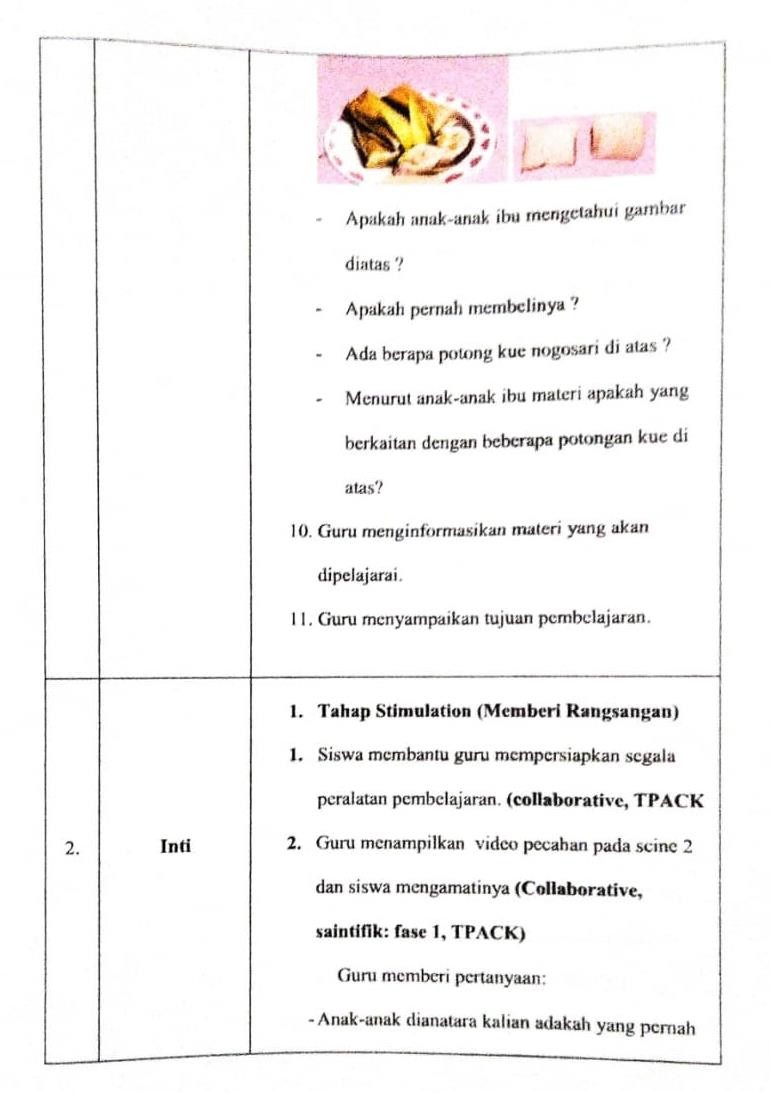 - Apakah anak-anak ibu mengetahui gambar
diatas ?
- Apakah pernah membelinya ?
- Ada berapa potong kue nogosari di atas ?
- Menurut anak-anak ibu materi apakah yang
berkaitan dengan beberapa potongan kue di
atas?
10. Guru menginformasikan materi yang akan
dipelajarai.
11. Guru menyampaikan tujuan pembelajaran.
1. Tahap Stimulation (Memberi Rangsangan)
1. Siswa membantu guru mempersiapkan segala
peralatan pembelajaran. (collaborative, TPACK
2. Inti
2. Guru menampilkan video pecahan pada scine 2
dan siswa mengamatinya (Collaborative,
saintifik: fase 1, TPACK)
Guru memberi pertanyaan:
- Anak-anak dianatara kalian adakah yang pernah